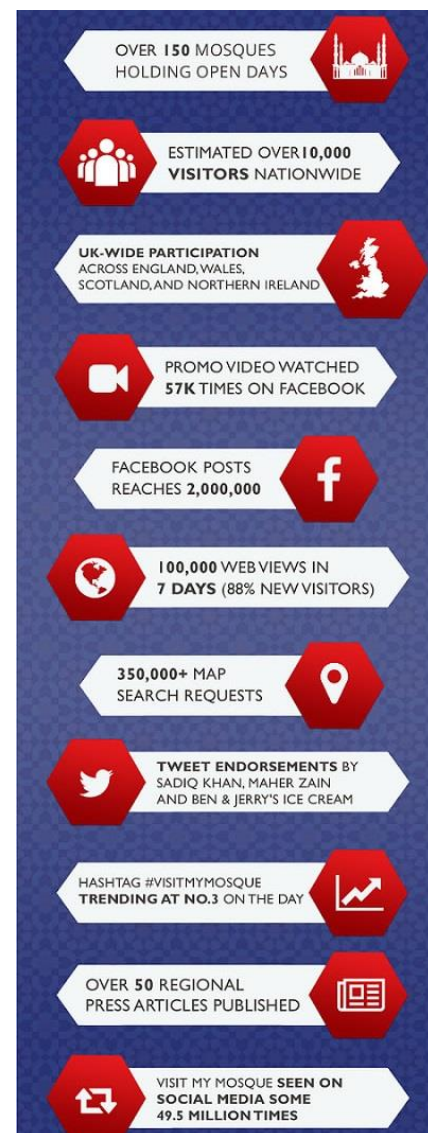 OVER 150 MOSQUES
HOLDING OPEN DAYS
ESTIMATED OVER10,000
VISITORS NATIONWIDE
UK-WIDE PARTICIPATION
ACROSS ENGLAND, WALES,
SCOTLAND, AND NORTHERN IRELAND
PROMO VIDEO WATCHED
57K TIMES ON FACEBOOK
FACEBOOK POSTS
REACHES 2,000,000
100,000 WEB VIEWS IN
7 DAYS (88% NEW VISITORS)
350,000+ MAP
SEARCH REQUESTS
TWEET ENDORSEMENTS BY
SADIQ KHAN, MAHER ZAIN
AND BEN & JERRY'S ICE CREAM
HASHTAG #VISITMYMOSQUE
TRENDING AT NO.3 ON THE DAY
OVER 50 REGIONAL
PRESS ARTICLES PUBLISHED
VISIT MY MOSQUE SEEN ON
SOCIAL MEDIA SOME
49.5 MILLION TIMES